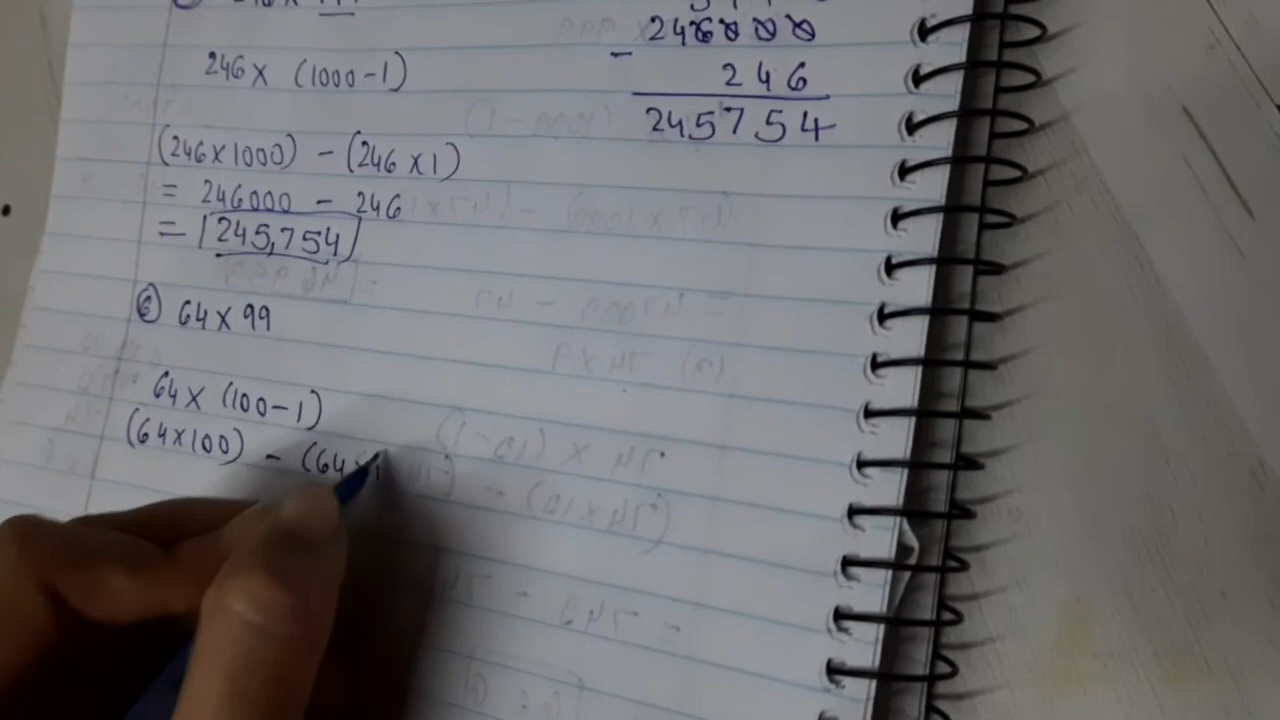 246000
246 × (1000-1)
- 246
245754
(246×1000) - (246×1)
= 246000 - 246
= 245,754
⑥ 64 × 99
64 × (100-1)
(64×100) - (64×1